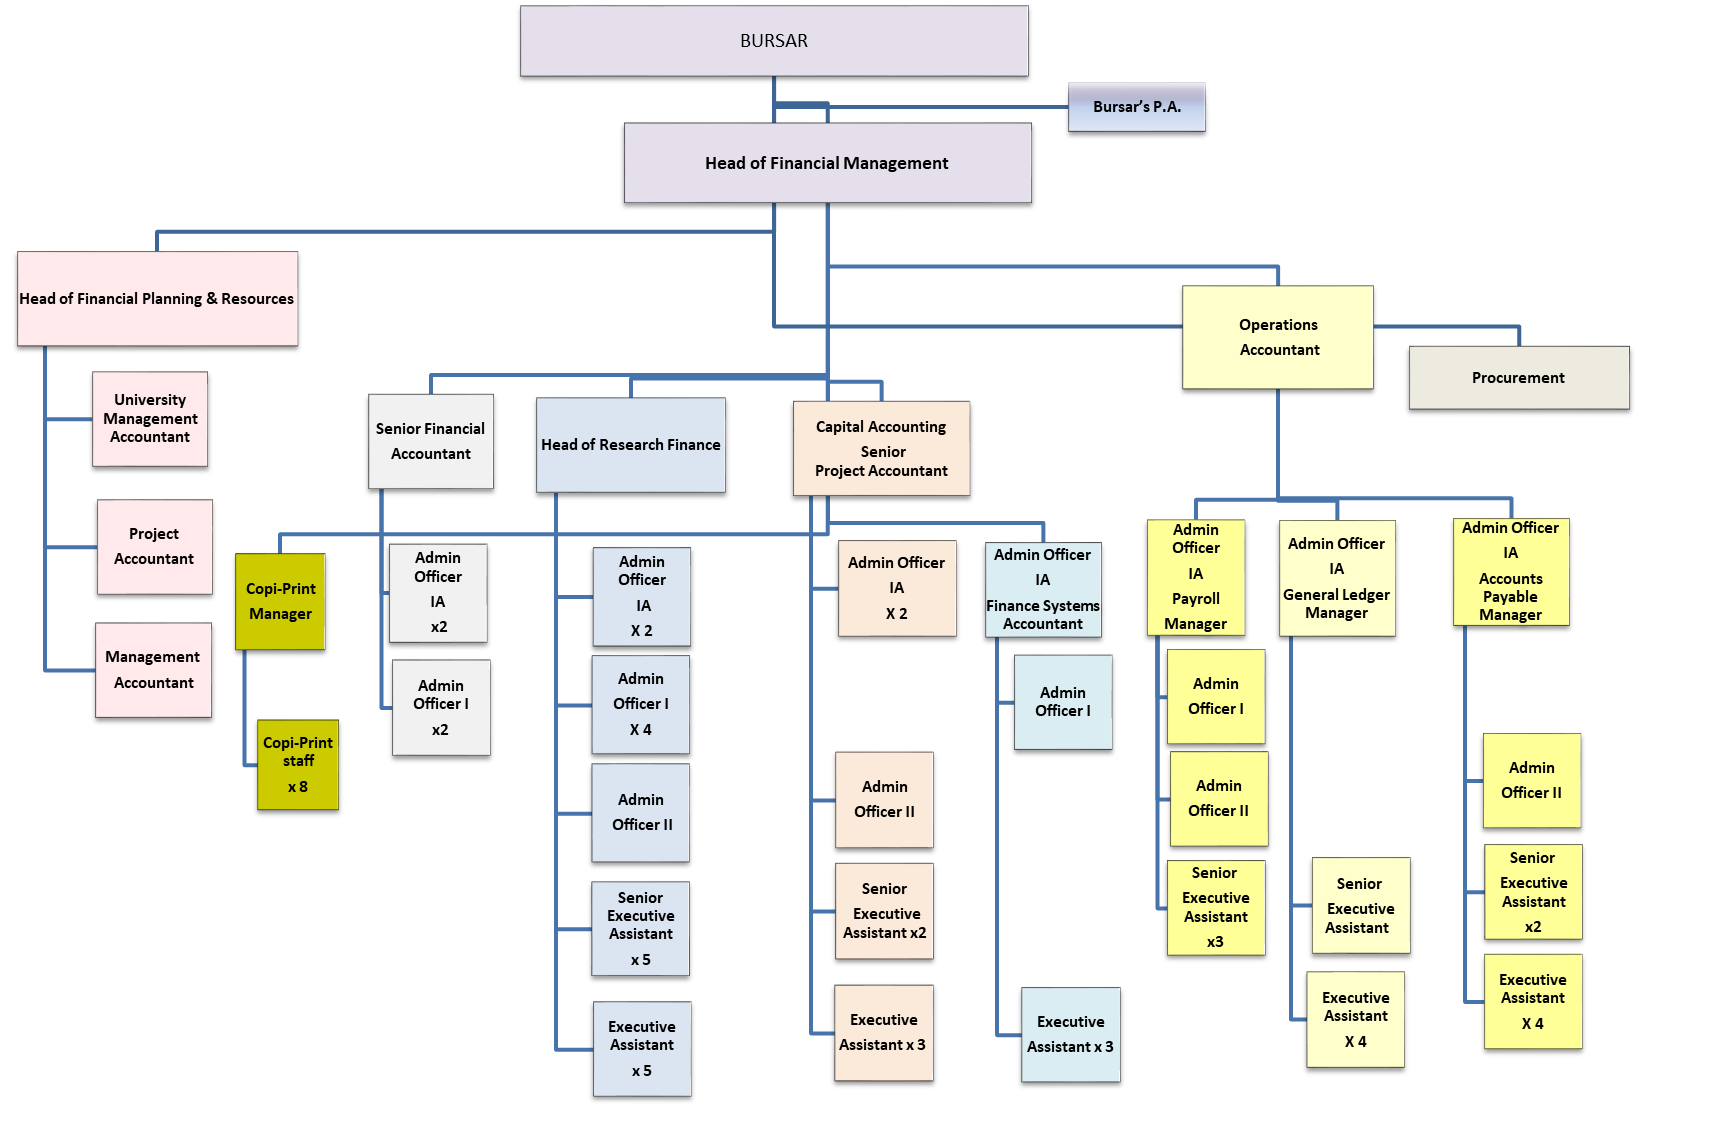 BURSAR
Bursar’s P.A.
Head of Financial Management
Head of Financial Planning & Resources
Operations
Accountant
Procurement
University
Management
Accountant
Senior Financial
Accountant
Head of Research Finance
Capital Accounting
Senior
Project Accountant
Project
Accountant
Management
Accountant
Copi-Print
Manager
Copi-Print
staff
x 8
Admin
Officer
IA
x2
Admin
Officer I
x2
Admin
Officer
IA
X 2
Admin
Officer I
X 4
Admin
Officer II
Senior
Executive
Assistant
x 5
Executive
Assistant
x 5
Admin Officer
IA
X 2
Admin
Officer II
Senior
Executive
Assistant x2
Executive
Assistant x 3
Admin Officer
IA
Finance Systems
Accountant
Admin
Officer I
Executive
Assistant x 3
Admin
Officer
IA
Payroll
Manager
Admin
Officer I
Admin
Officer II
Senior
Executive
Assistant
x3
Admin Officer
IA
General Ledger
Manager
Senior
Executive
Assistant
Executive
Assistant
X 4
Admin Officer
IA
Accounts
Payable
Manager
Admin
Officer II
Senior
Executive
Assistant
x2
Executive
Assistant
X 4